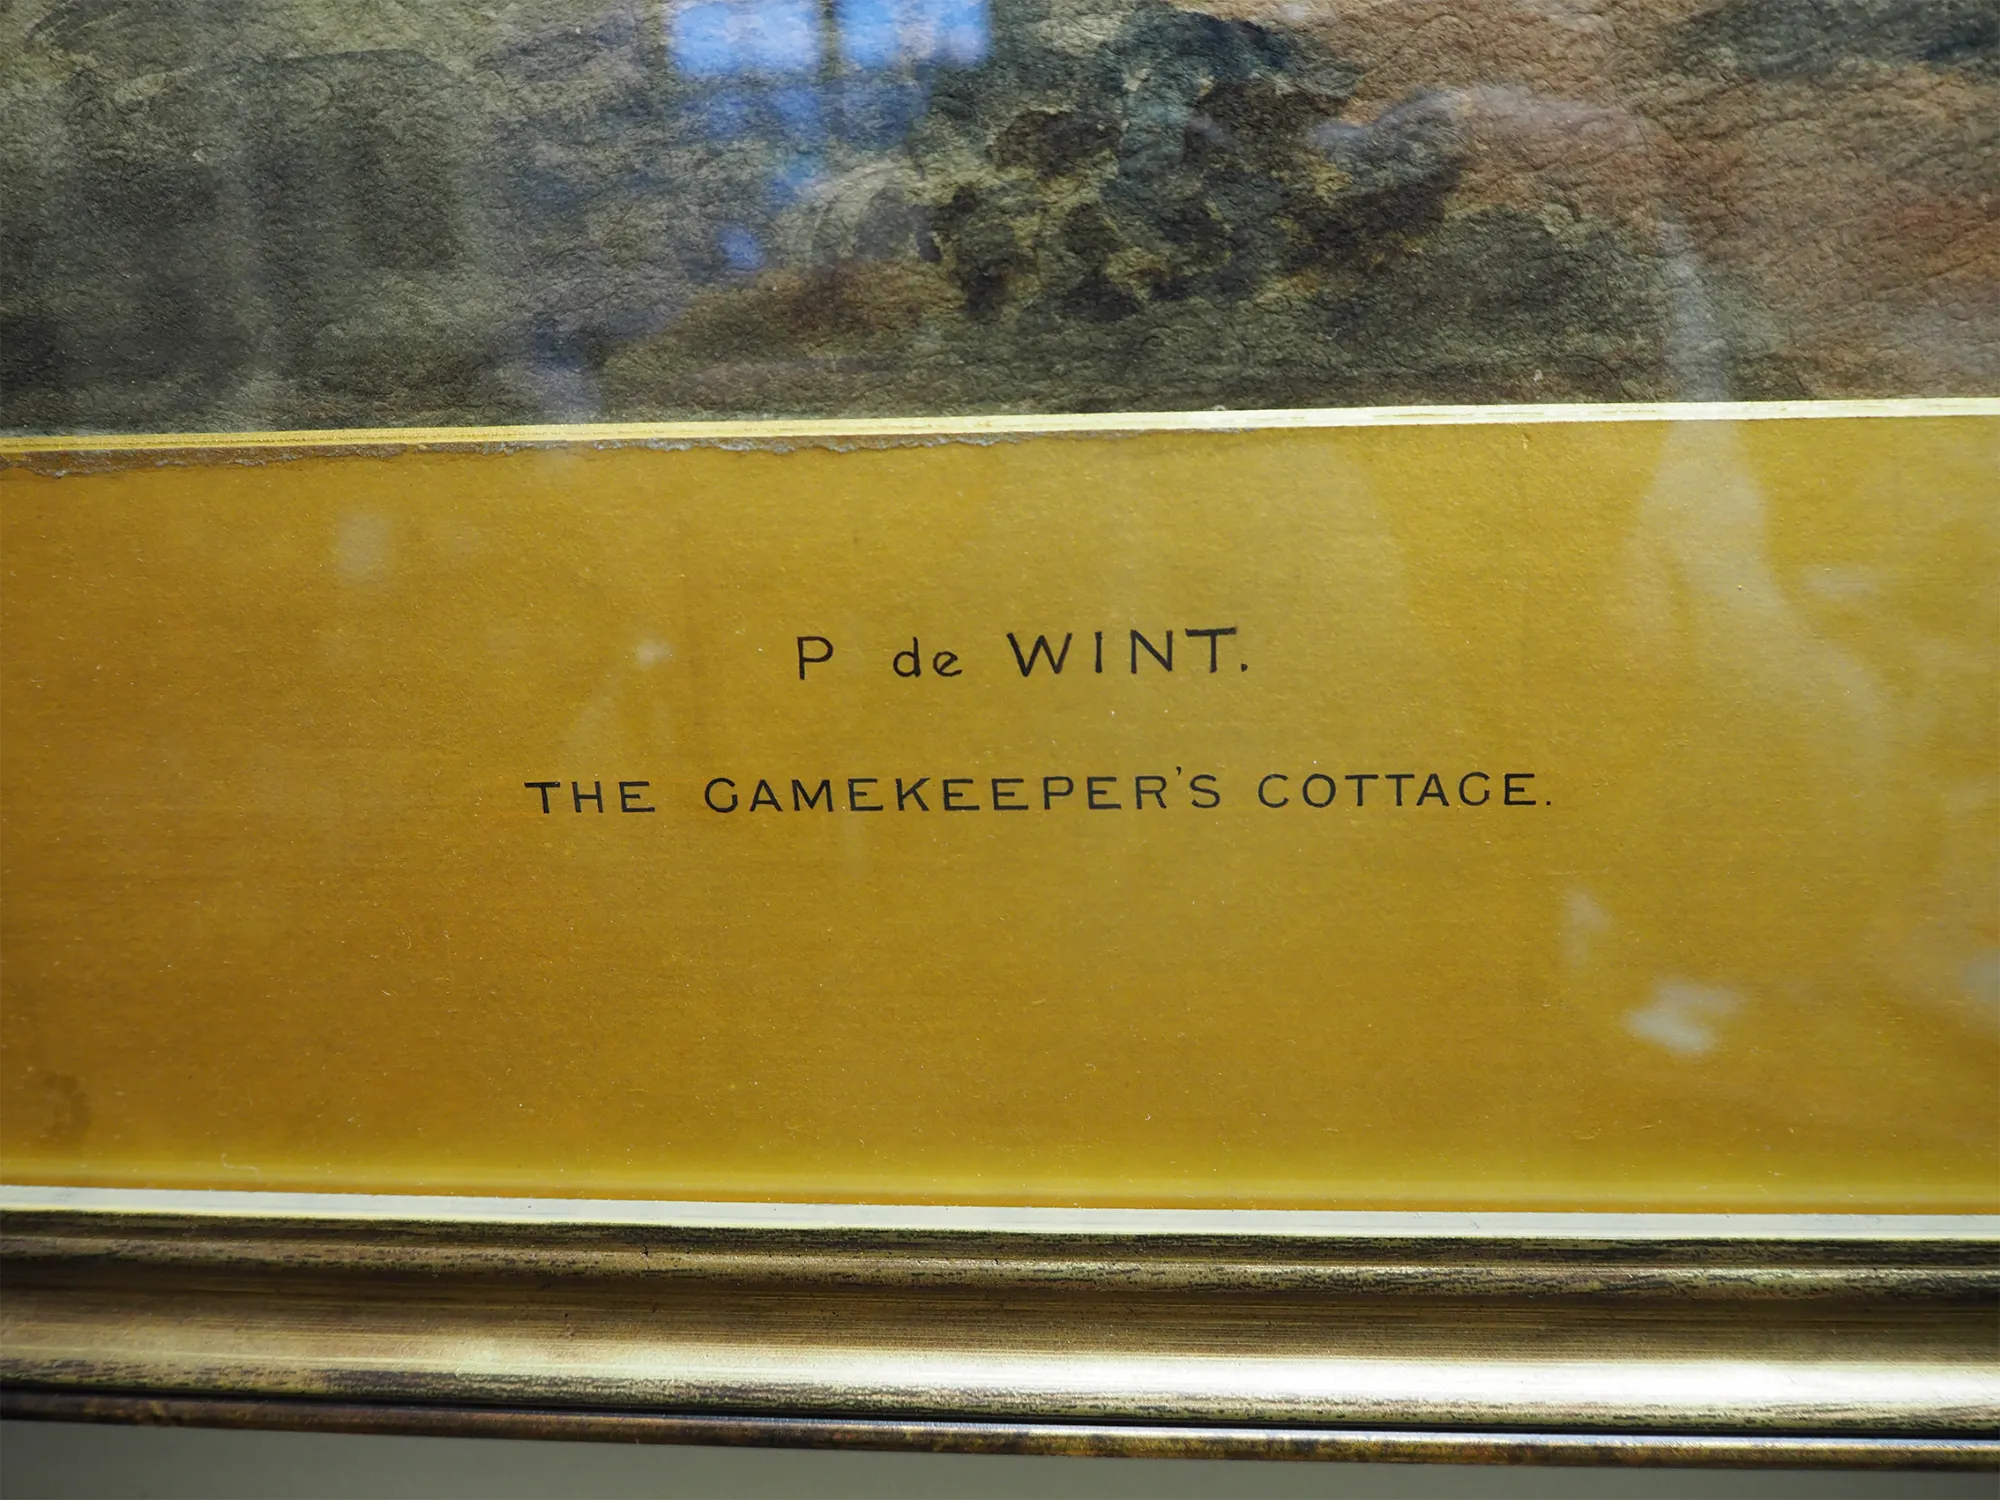 P de WINT.
THE GAMEKEEPER'S COTTAGE.